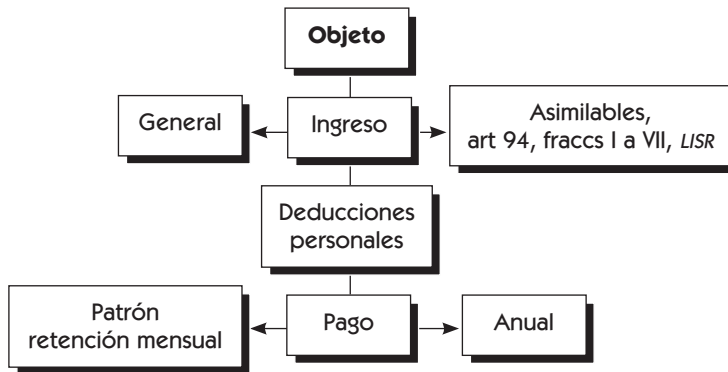 Objeto
General
Ingreso
Asimilables,
art 94, fraccs I a VII, LISR
Deducciones
personales
Patrón
retención mensual
Pago
Anual